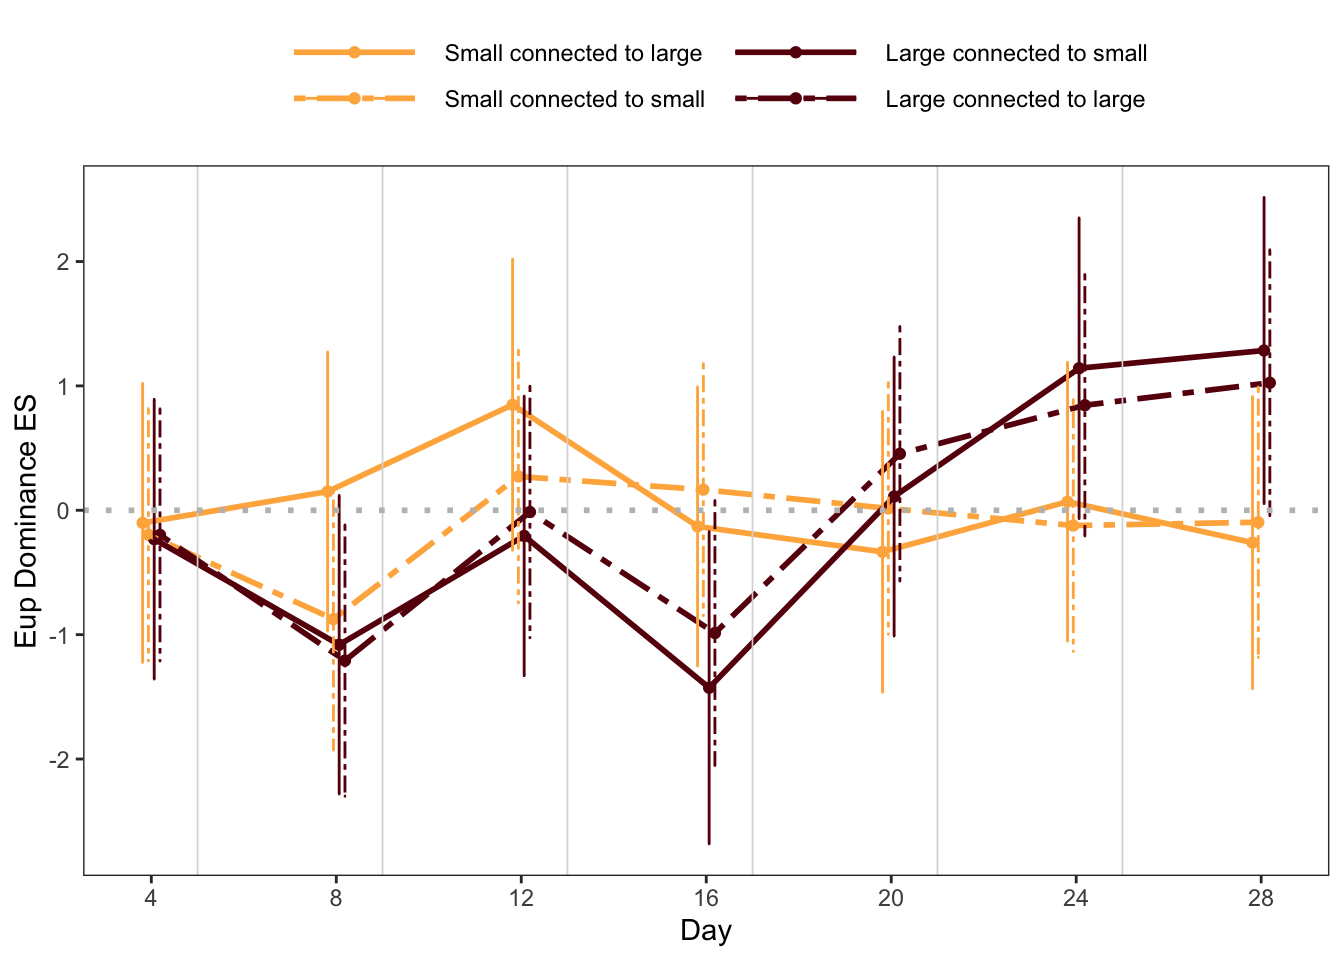 Small connected to large Large connected to small
Small connected to small Large connected to large
Eup Dominance ES
2
1
0
-1
-2
4 8 12 16 20 24 28
Day